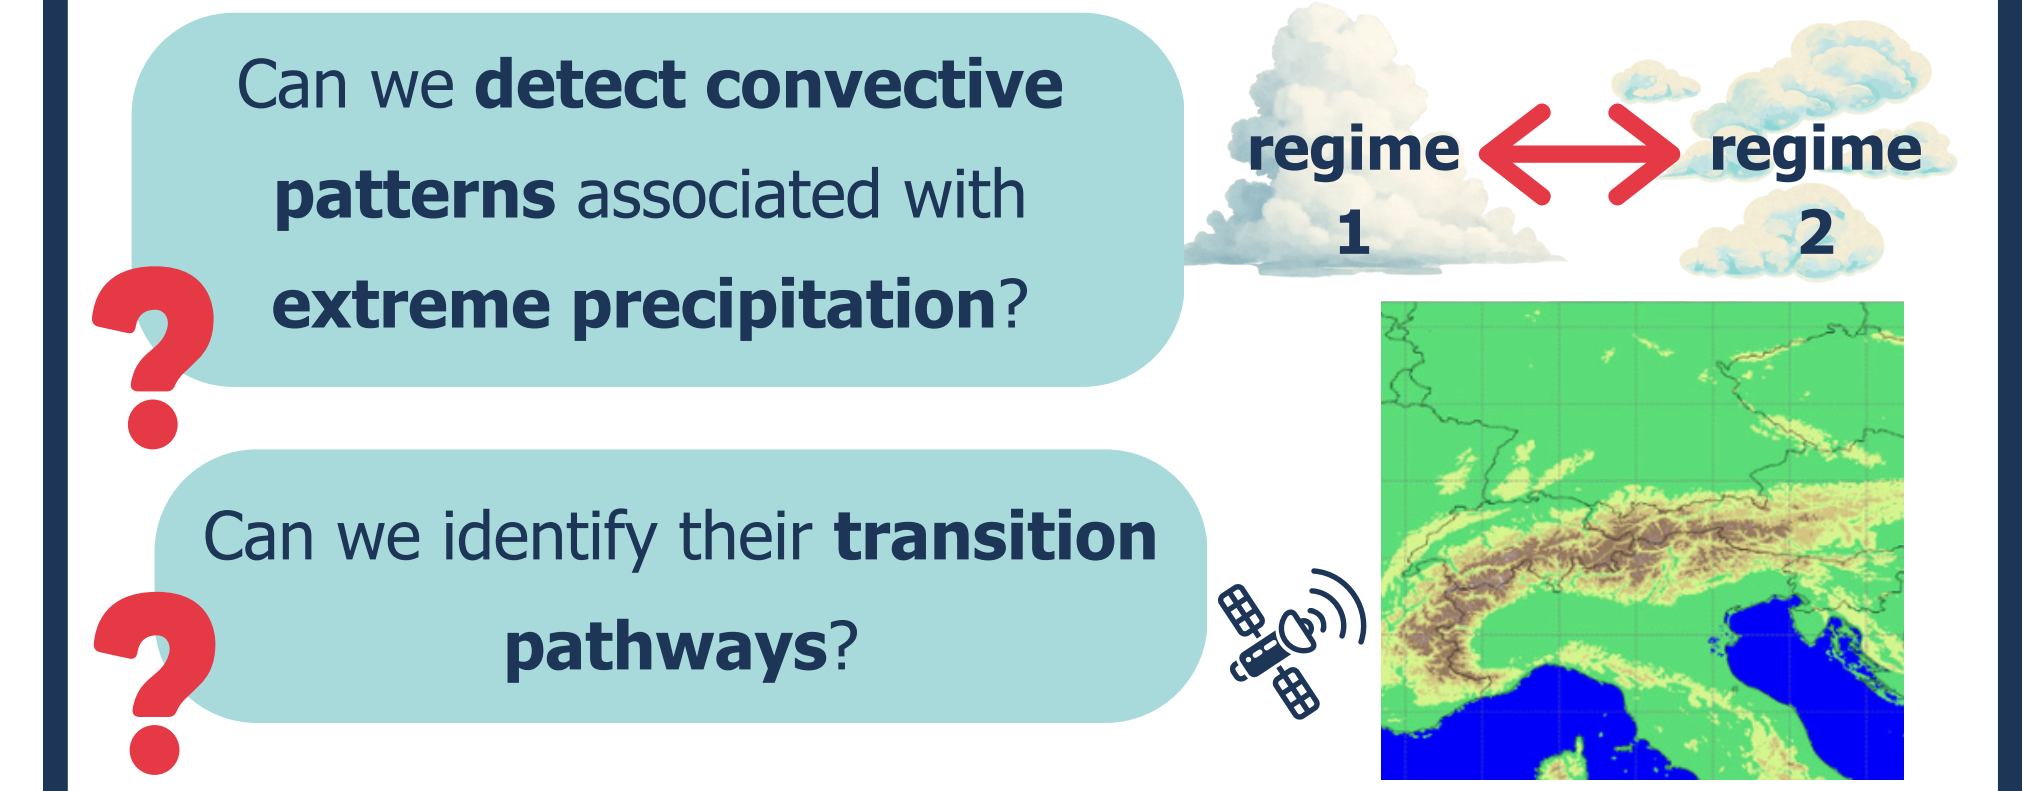 Can we detect convective
patterns associated with
extreme precipitation?
regime
1
regime
2
Can we identify their transition
pathways?